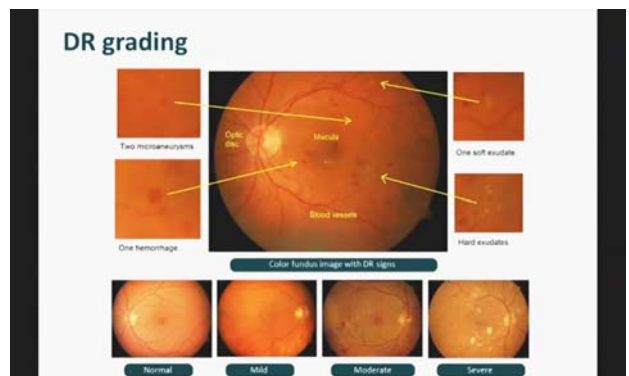 DR grading
Two microaneurysms
One hemorrhage
Optic
disc
Macula
Blood vessels
One soft exudate
Hard exudates
Color fundus image with DR signs
Normal
Mild
Moderate
Severe